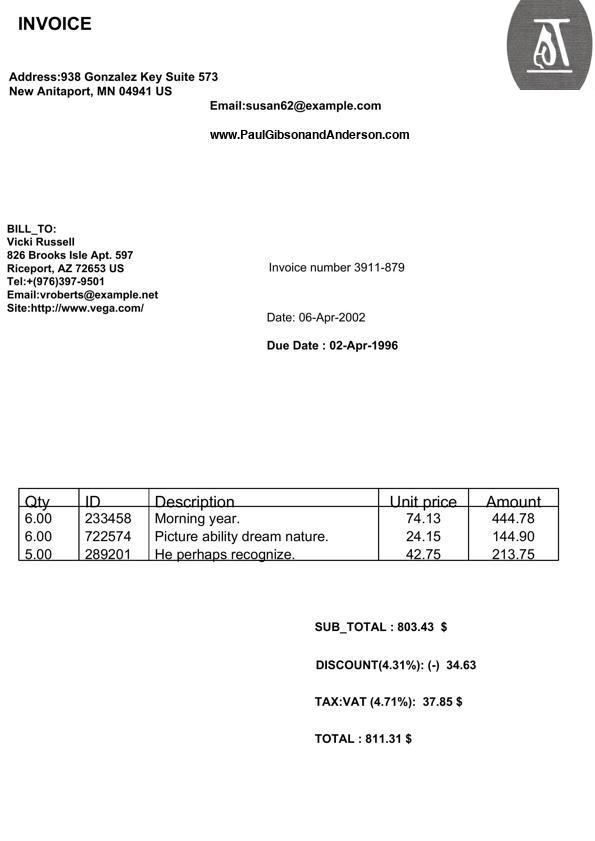 INVOICE
Address:938 Gonzalez Key Suite 573
New Anitaport, MN 04941 US
Email:susan62@example.com
www.PaulGibsonandAnderson.com
BILL_TO:
Vicki Russell
826 Brooks Isle Apt. 597
Riceport, AZ 72653 US
Tel:+(976)397-9501
Email:vroberts@example.net
Site:http://www.vega.com/
Invoice number 3911-879
Date: 06-Apr-2002
Due Date : 02-Apr-1996
Qty ID Description Unit price Amount
6.00 233458 Morning year. 74.13 444.78
6.00 722574 Picture ability dream nature. 24.15 144.90
5.00 289201 He perhaps recognize. 42.75 213.75
SUB_TOTAL : 803.43 $
DISCOUNT(4.31%): (-) 34.63
TAX:VAT (4.71%): 37.85 $
TOTAL : 811.31 $